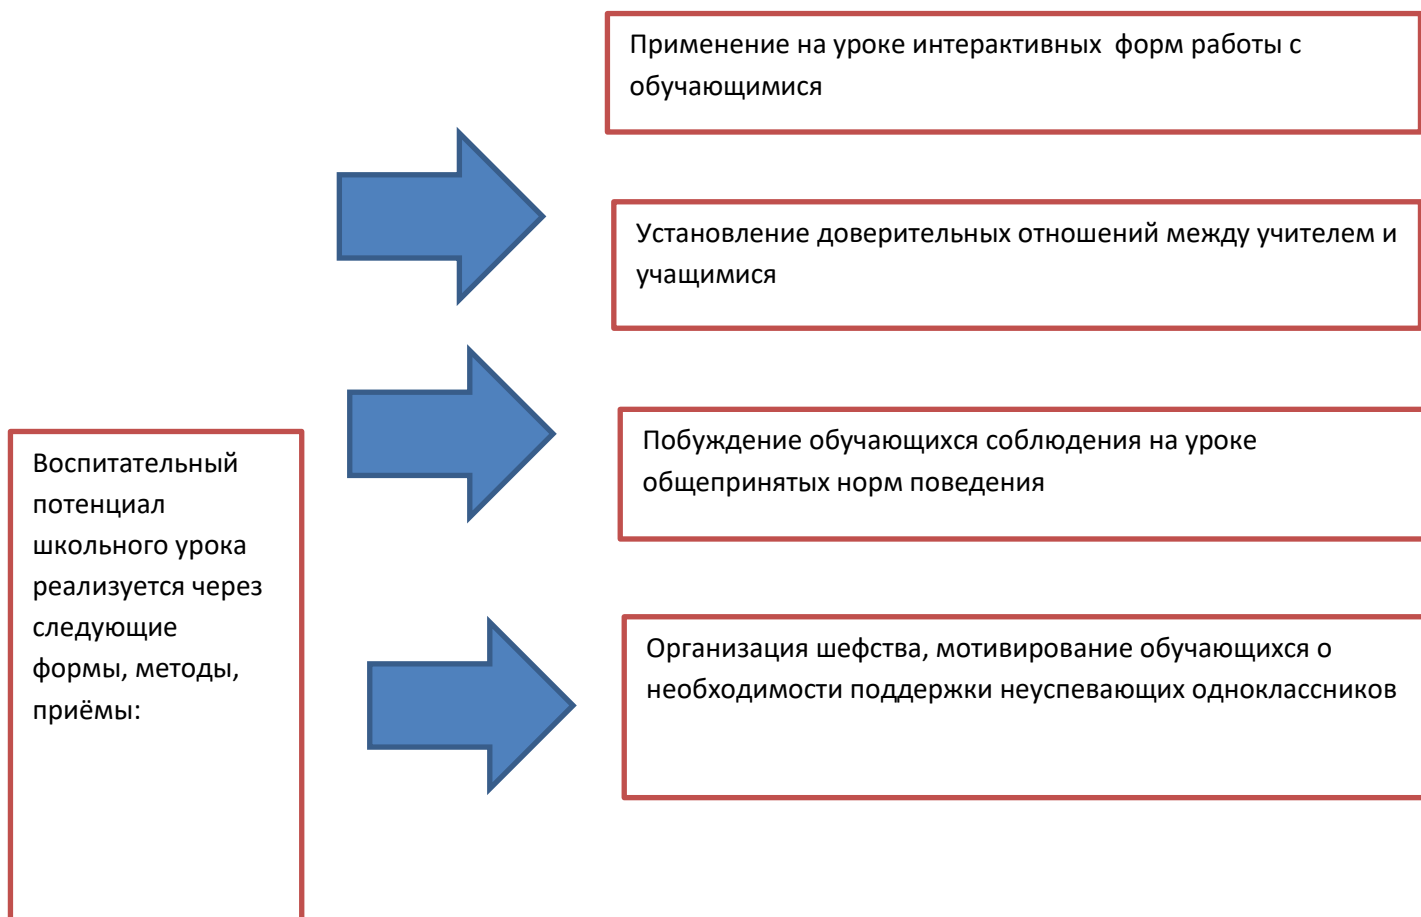 Применение на уроке интерактивных  форм работы с
обучающимися
Установление доверительных отношений между учителем и
учащимися
Побуждение обучающихся соблюдения на уроке
общепринятых норм поведения
Воспитательный
потенциал
школьного урока
реализуется через
следующие
формы, методы,
приёмы:
Организация шефства, мотивирование обучающихся о
необходимости поддержки неуспевающих одноклассников